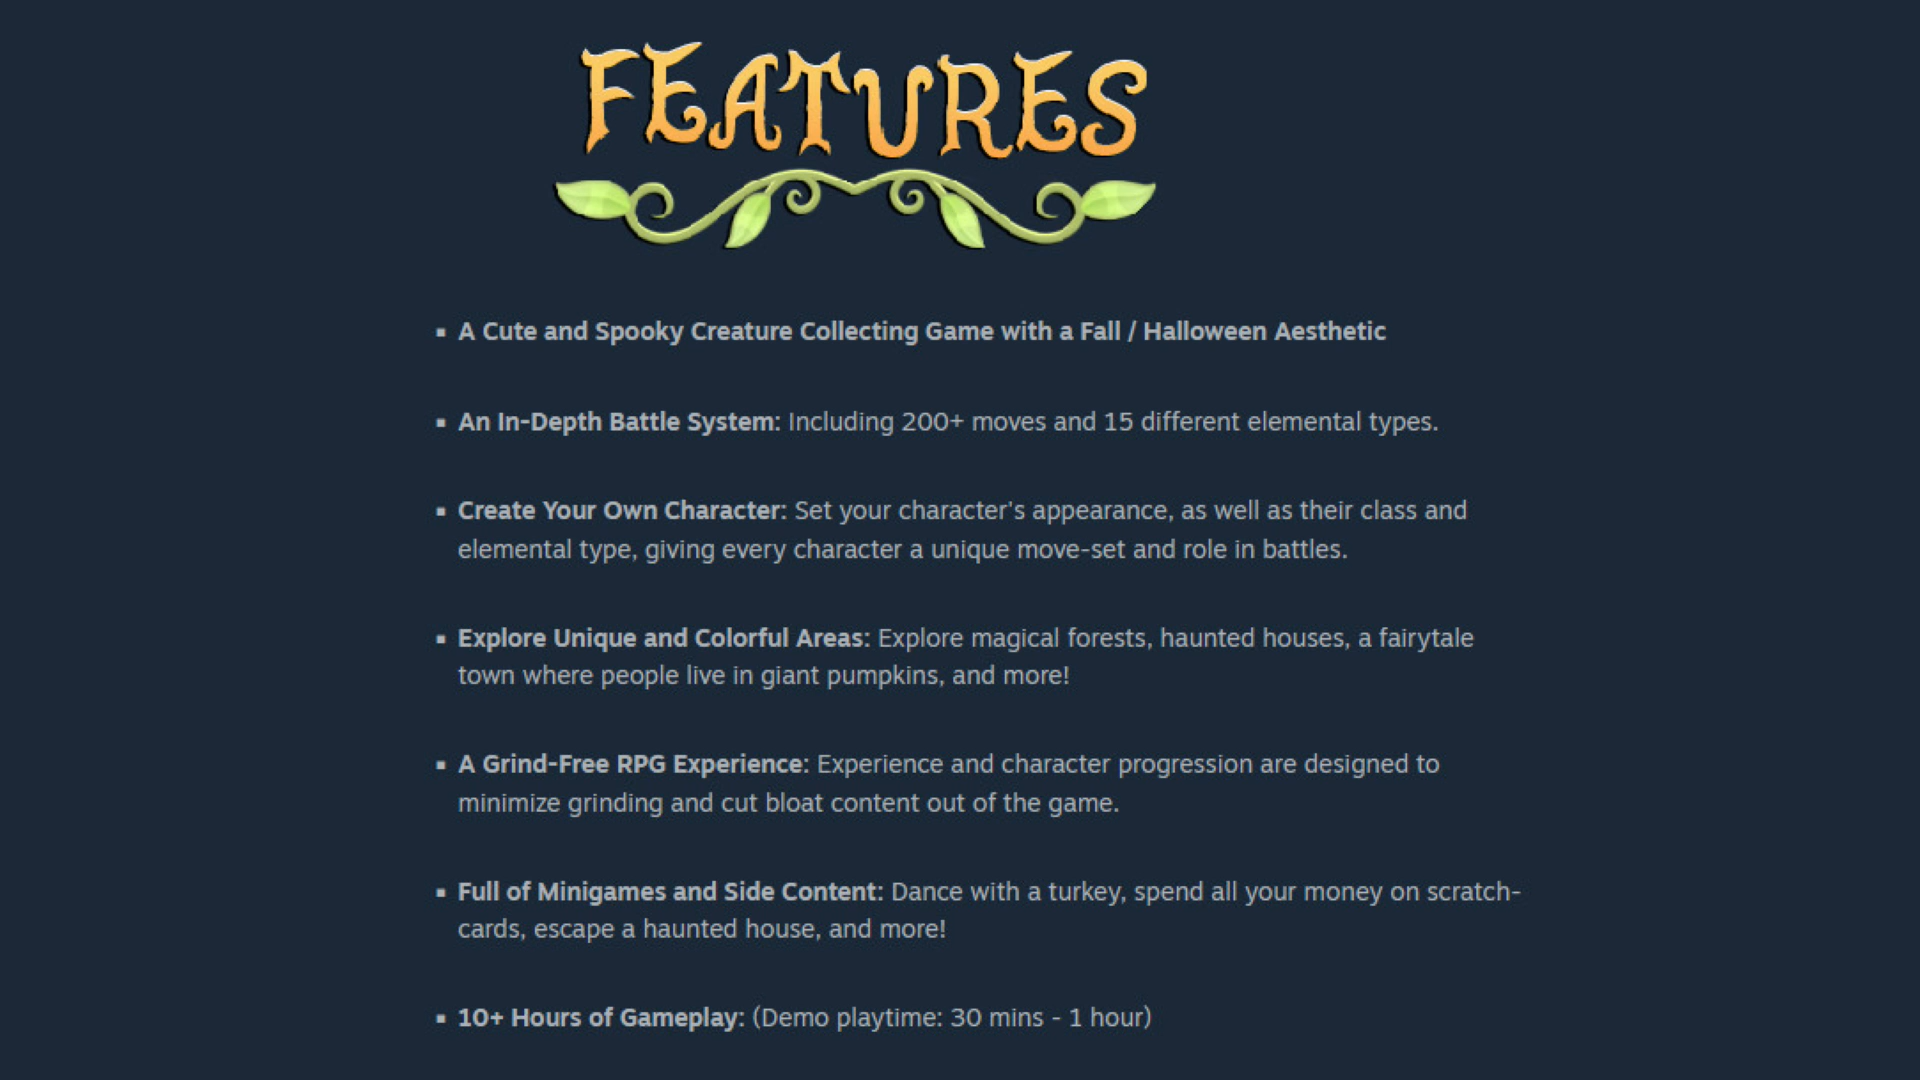 FEATURES
▪ A Cute and Spooky Creature Collecting Game with a Fall / Halloween Aesthetic
▪ An In-Depth Battle System: Including 200+ moves and 15 different elemental types.
▪ Create Your Own Character: Set your character's appearance, as well as their class and
elemental type, giving every character a unique move-set and role in battles.
▪ Explore Unique and Colorful Areas: Explore magical forests, haunted houses, a fairytale
town where people live in giant pumpkins, and more!
▪ A Grind-Free RPG Experience: Experience and character progression are designed to
minimize grinding and cut bloat content out of the game.
▪ Full of Minigames and Side Content: Dance with a turkey, spend all your money on scratch-
cards, escape a haunted house, and more!
▪ 10+ Hours of Gameplay: (Demo playtime: 30 mins - 1 hour)